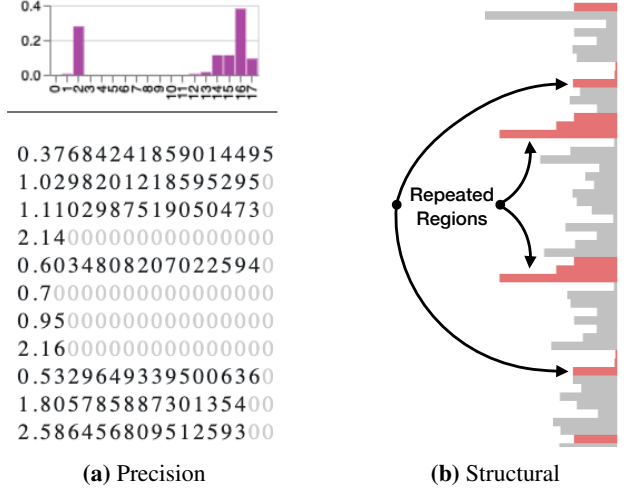 0.4
0.2
0.0
0 1 2 3 4 5 6 7 8 9 10 11 12 13 14 15 16 17
0.37684241859014495
1.02982012185952950
1.11029875190504730
2.14000000000000000
0.60348082070225940
0.70000000000000000
0.95000000000000000
2.16000000000000000
0.53296493395006360
1.80578588730135400
2.58645680951259300
(a) Precision
Repeated
Regions
(b) Structural